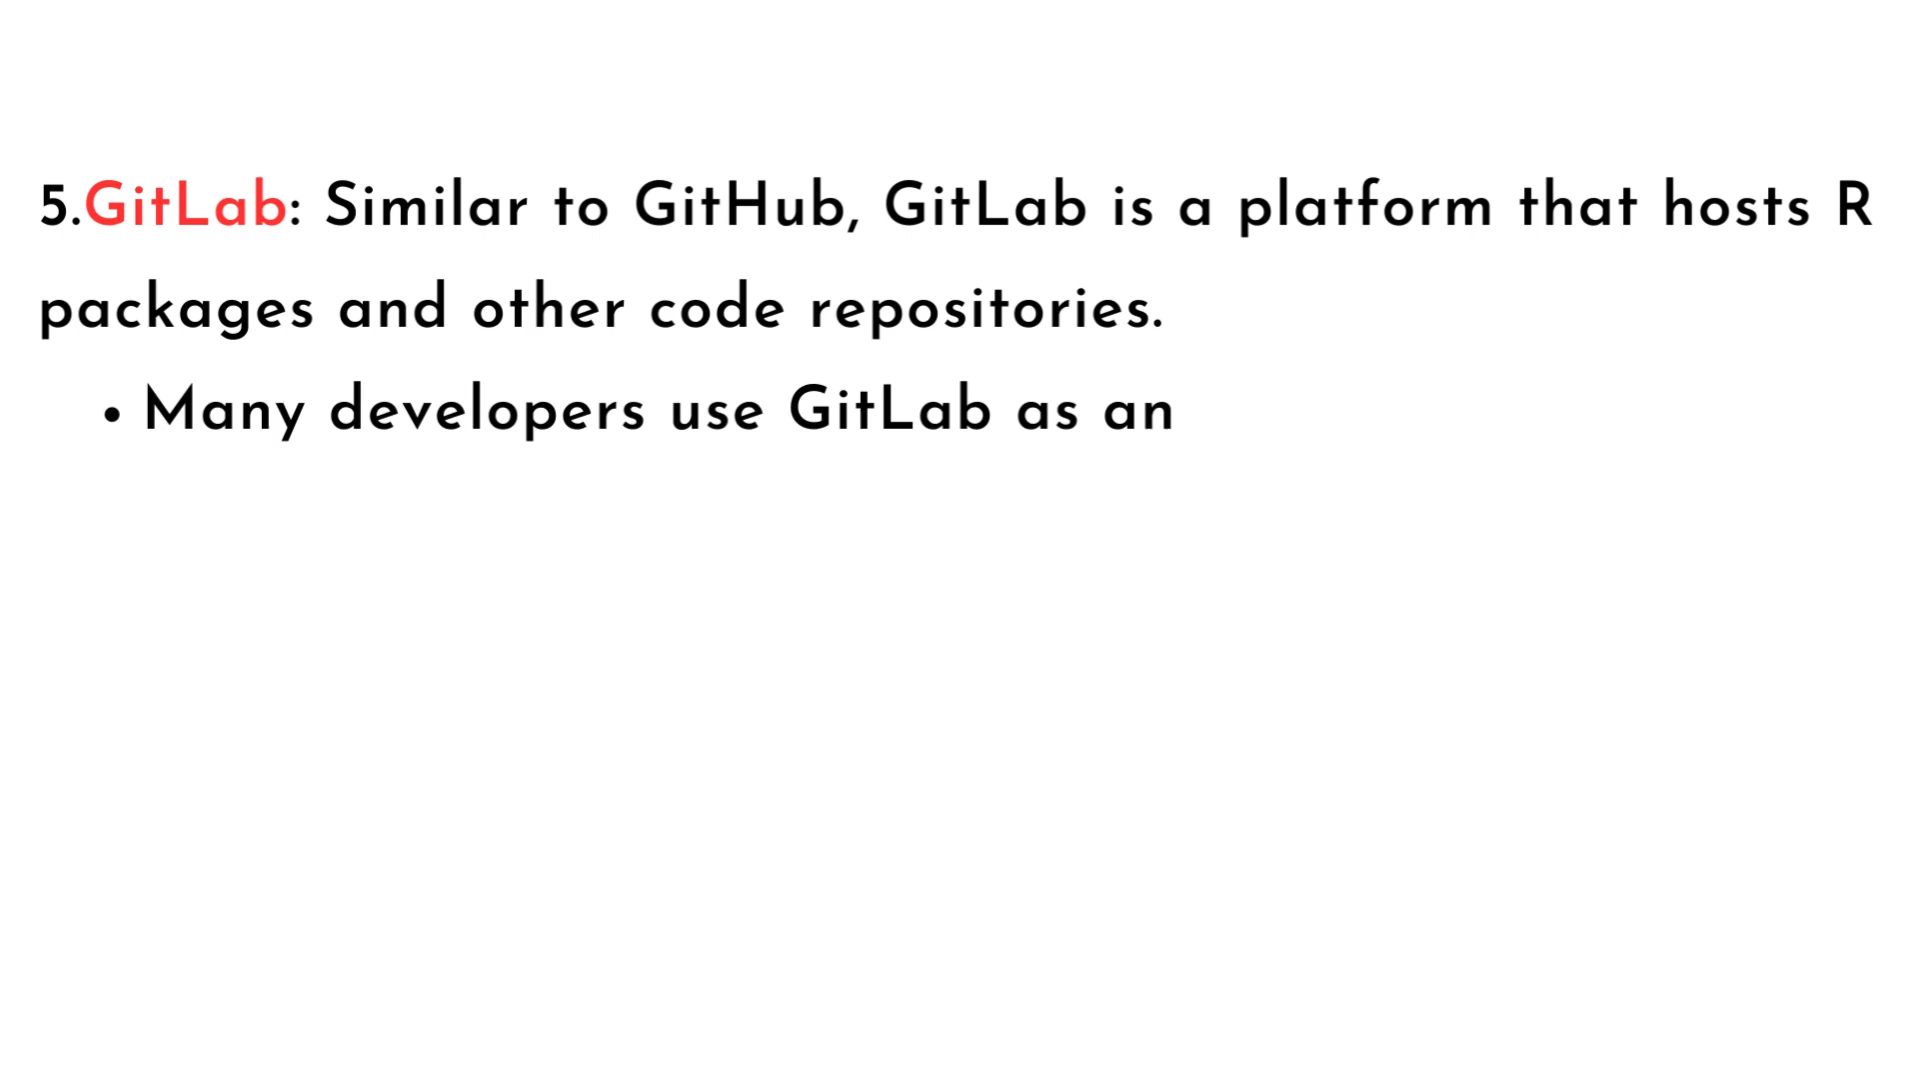 5.GitLab: Similar to GitHub, GitLab is a platform that hosts R
packages and other code repositories.
• Many developers use GitLab as an